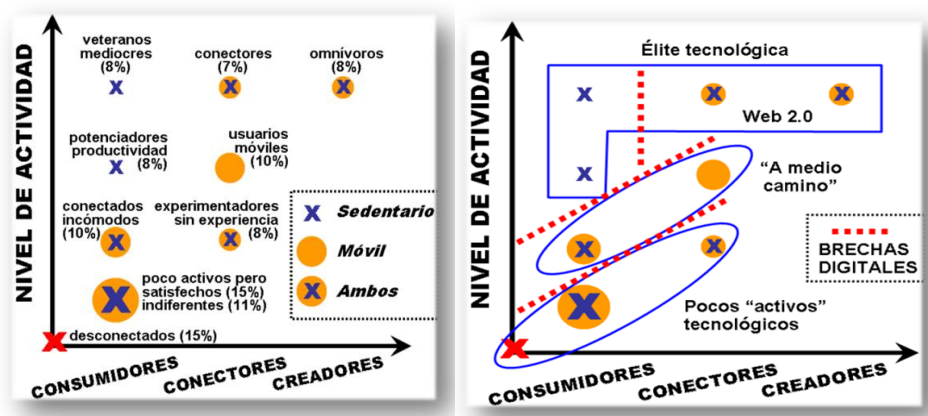 NIVEL DE ACTIVIDAD
veteranos
mediocres
(8%)
conectores
(7%)
omnívoros
(8%)
potenciadores
productividad
(8%)
usuarios
móviles
(10%)
conectados
incómodos
(10%)
experimentadores
sin experiencia
(8%)
poco activos pero
satisfechos (15%)
indiferentes (11%)
desconectados (15%)
X Sedentario
Móvil
X Ambos
CONSUMIDORES
CONECTORES
CREADORES
NIVEL DE ACTIVIDAD
Élite tecnológica
Web 2.0
“A medio
camino”
BRECHAS
DIGITALES
Pocos “activos”
tecnológicos
CONSUMIDORES
CONECTORES
CREADORES